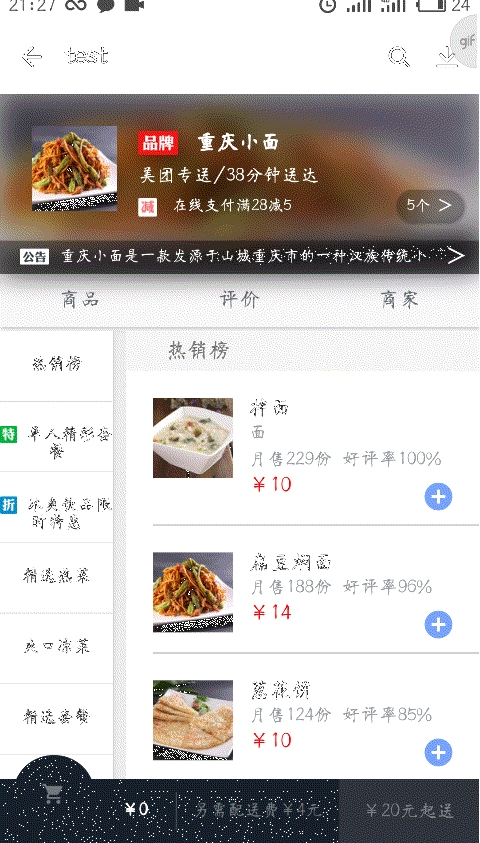 21:27
24
gif
test
品牌 重庆小面
吴团专送/38分钟送达
减 在线支付满28减5
5个 >
公告 重庆小面是一款发源于山城重庆市的一种汉族传统小 >
商品 评价 商家
热销榜
热销榜
特 单人精彩套
餐
折 冰爽饮品限
时特惠
精选热菜
爽口凉菜
精选套餐
拌面
面
月售229份 好评率100%
￥10
扁豆焖面
月售188份 好评率96%
￥14
葱花饼
月售124份 好评率85%
￥10
￥0
另需配送费￥4元
￥20元起送